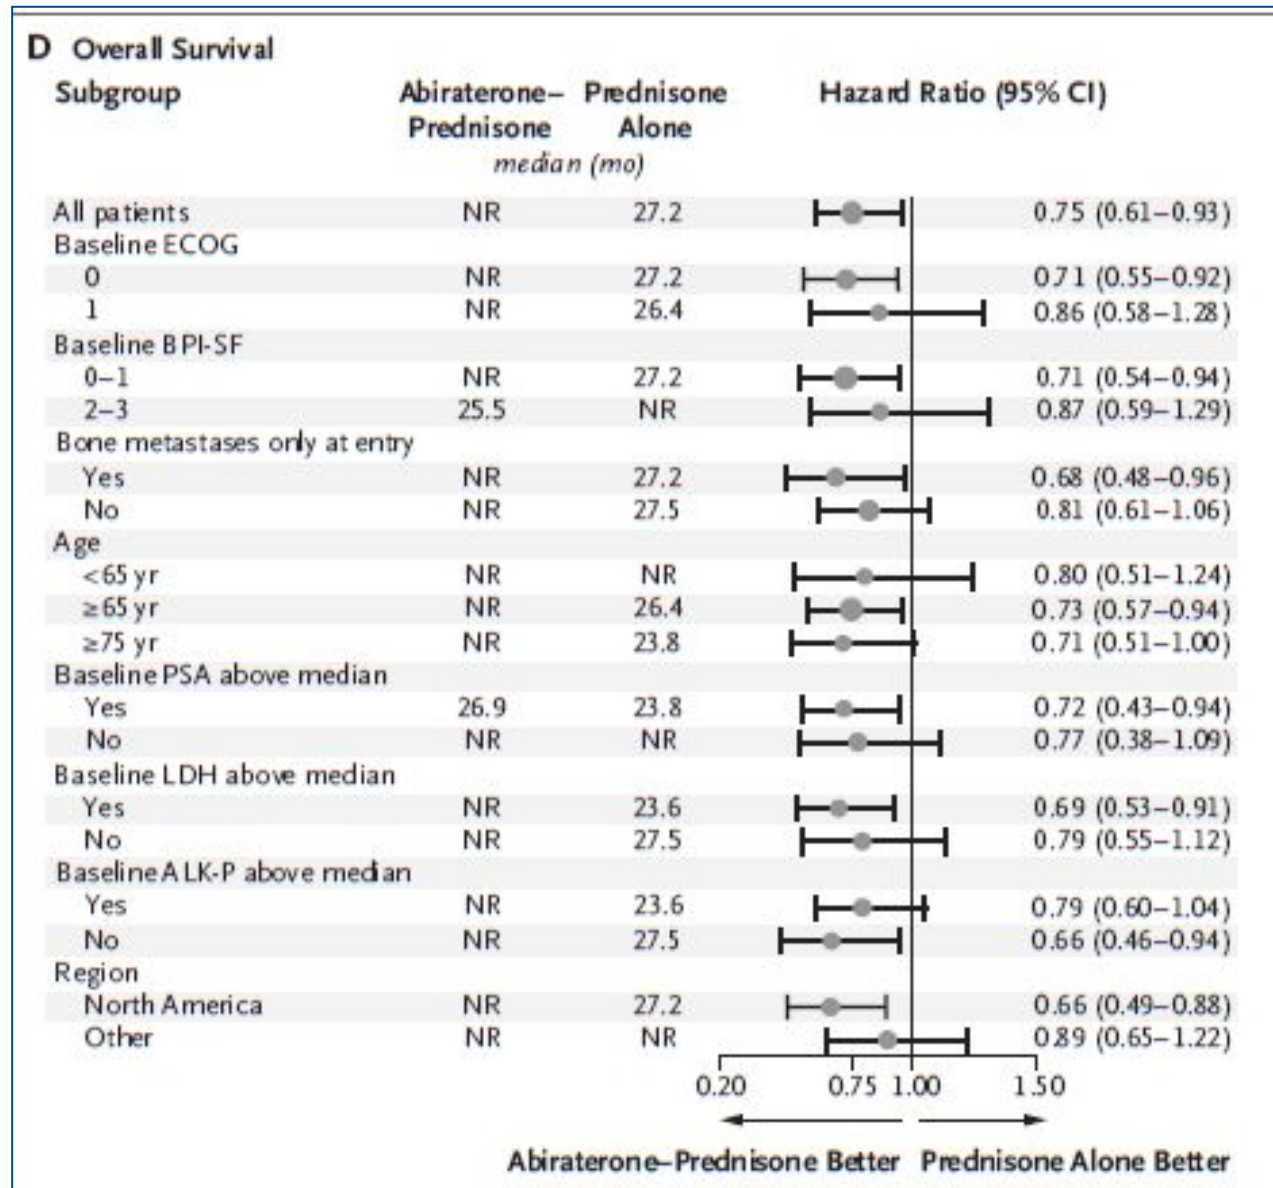 D Overall Survival
Subgroup Abiraterone– Prednisone Hazard Ratio (95% CI)
Prednisone Alone
median (mo)
All patients NR 27.2 0.75 (0.61–0.93)
Baseline ECOG
0 NR 27.2 0.71 (0.55–0.92)
1 NR 26.4 0.86 (0.58–1.28)
Baseline BPI-SF
0–1 NR 27.2 0.71 (0.54–0.94)
2–3 25.5 NR 0.87 (0.59–1.29)
Bone metastases only at entry
Yes NR 27.2 0.68 (0.48–0.96)
No NR 27.5 0.81 (0.61–1.06)
Age
<65 yr NR NR 0.80 (0.51–1.24)
≥65 yr NR 26.4 0.73 (0.57–0.94)
≥75 yr NR 23.8 0.71 (0.51–1.00)
Baseline PSA above median
Yes 26.9 23.8 0.72 (0.43–0.94)
No NR NR 0.77 (0.38–1.09)
Baseline LDH above median
Yes NR 23.6 0.69 (0.53–0.91)
No NR 27.5 0.79 (0.55–1.12)
Baseline ALK-P above median
Yes NR 23.6 0.79 (0.60–1.04)
No NR 27.5 0.66 (0.46–0.94)
Region
North America NR 27.2 0.66 (0.49–0.88)
Other NR NR 0.89 (0.65–1.22)
0.20 0.75 1.00 1.50
Abiraterone–Prednisone Better Prednisone Alone Better